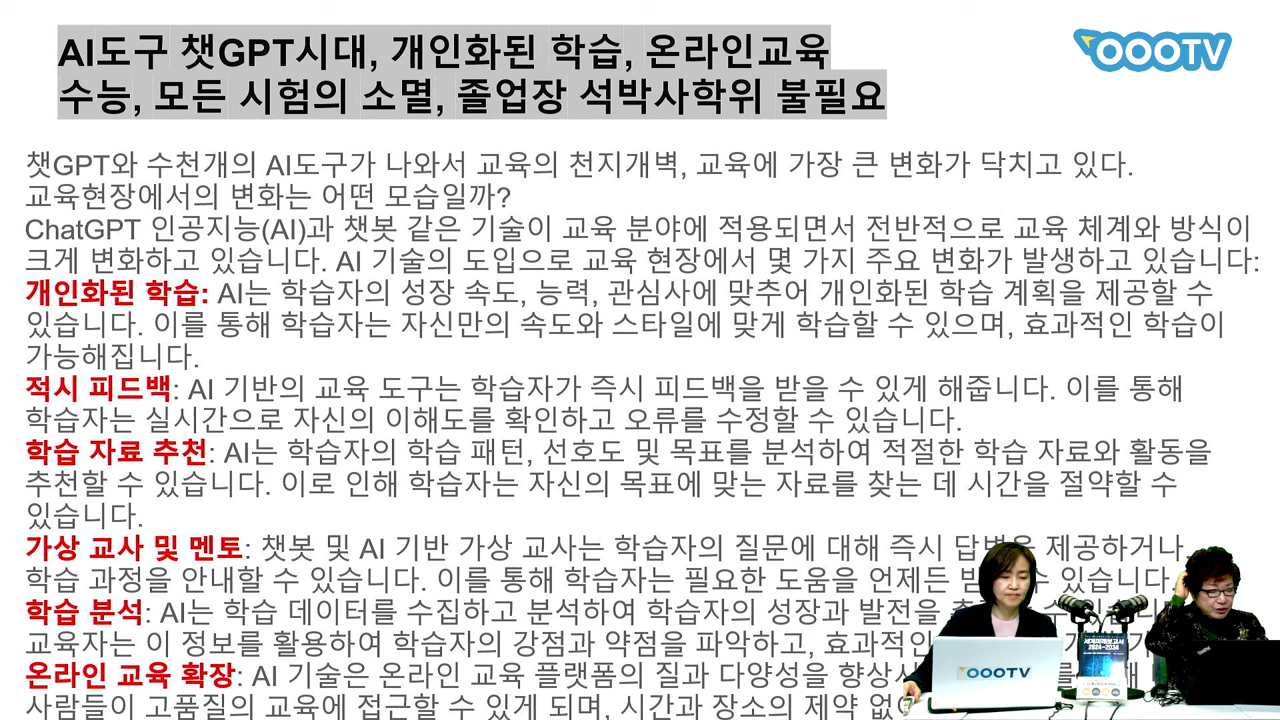 AI도구 챗GPT시대, 개인화된 학습, 온라인교육
수능, 모든 시험의 소멸, 졸업장 석박사학위 불필요
OOOTV
챗GPT와 수천개의 AI도구가 나와서 교육의 천지개벽, 교육에 가장 큰 변화가 닥치고 있다.
교육현장에서의 변화는 어떤 모습일까?
ChatGPT 인공지능(AI)과 챗봇 같은 기술이 교육 분야에 적용되면서 전반적으로 교육 체계와 방식이
크게 변화하고 있습니다. AI 기술의 도입으로 교육 현장에서 몇 가지 주요 변화가 발생하고 있습니다:
개인화된 학습: AI는 학습자의 성장 속도, 능력, 관심사에 맞추어 개인화된 학습 계획을 제공할 수
있습니다. 이를 통해 학습자는 자신만의 속도와 스타일에 맞게 학습할 수 있으며, 효과적인 학습이
가능해집니다.
적시 피드백: AI 기반의 교육 도구는 학습자가 즉시 피드백을 받을 수 있게 해줍니다. 이를 통해
학습자는 실시간으로 자신의 이해도를 확인하고 오류를 수정할 수 있습니다.
학습 자료 추천: AI는 학습자의 학습 패턴, 선호도 및 목표를 분석하여 적절한 학습 자료와 활동을
추천할 수 있습니다. 이로 인해 학습자는 자신의 목표에 맞는 자료를 찾는 데 시간을 절약할 수
있습니다.
가상 교사 및 멘토: 챗봇 및 AI 기반 가상 교사는 학습자의 질문에 대해 즉시 답변을 제공하거나,
학습 과정을 안내할 수 있습니다. 이를 통해 학습자는 필요한 도움을 언제든 수 있습니다.
학습 분석: AI는 학습 데이터를 수집하고 분석하여 학습자의 성장과 발전을
교육자는 이 정보를 활용하여 학습자의 강점과 약점을 파악하고, 효과적인
온라인 교육 확장: AI 기술은 온라인 교육 플랫폼의 질과 다양성을
사람들이 고품질의 교육에 접근할 수 있게 되며, 시간과 장소의 제약
2024-2034
OOOTV